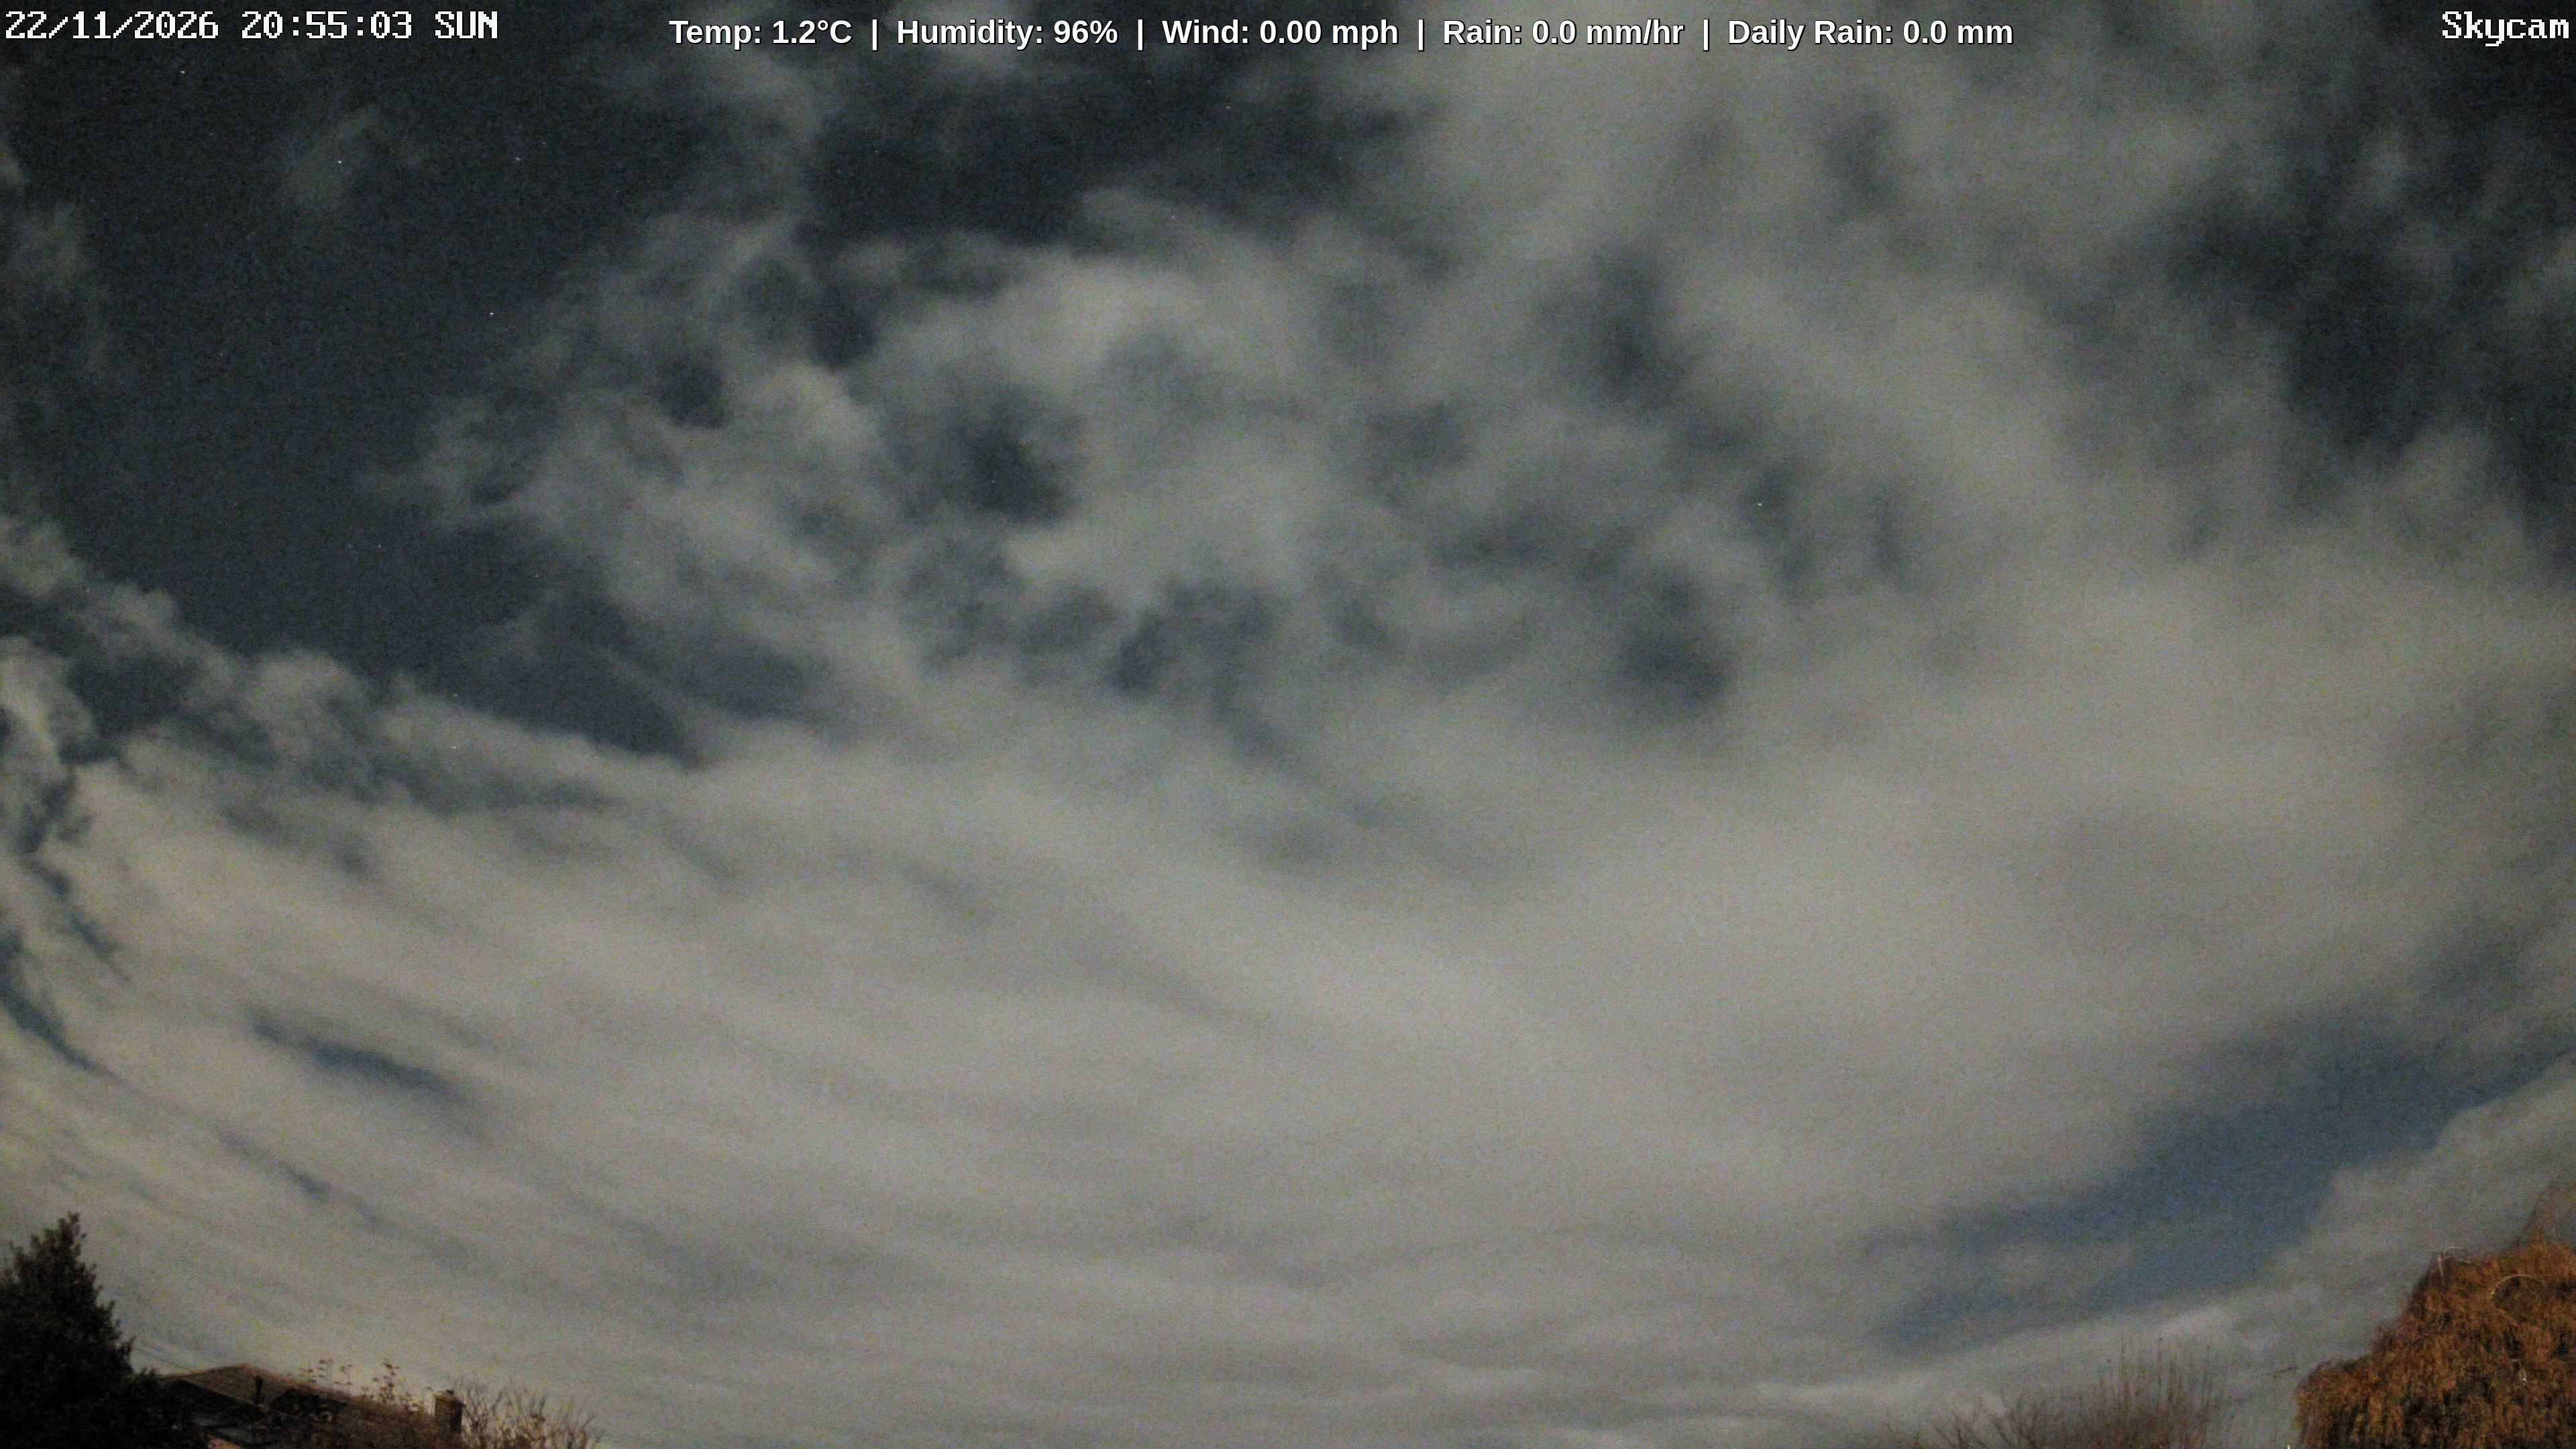 22/11/2026 20:55:03 SUN
Temp: 1.2°C | Humidity: 96% | Wind: 0.00 mph | Rain: 0.0 mm/hr | Daily Rain: 0.0 mm
Skycam